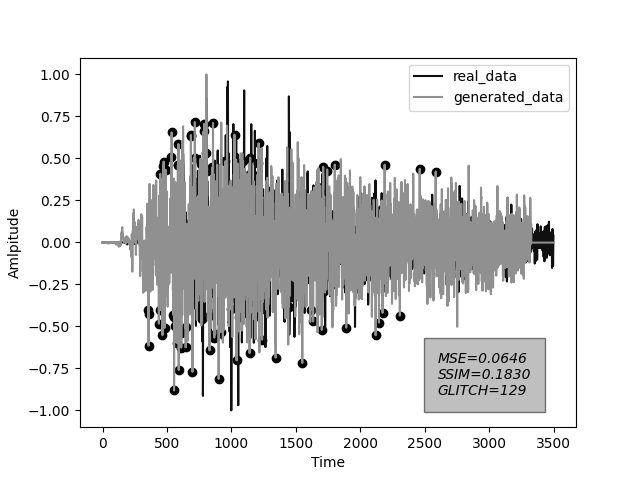 real_data
generated_data
1.00
0.75
0.50
0.25
0.00
−0.25
−0.50
−0.75
−1.00
Amlpitude
MSE=0.0646
SSIM=0.1830
GLITCH=129
0 500 1000 1500 2000 2500 3000 3500
Time